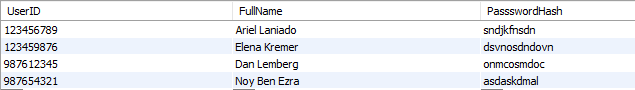 UserID FullName PassswordHash
123456789 Ariel Laniado sndjkfnsdn
123459876 Elena Kremer dsvnosdndovn
987612345 Dan Lemberg onmcosmdoc
987654321 Noy Ben Ezra asdaskdmal